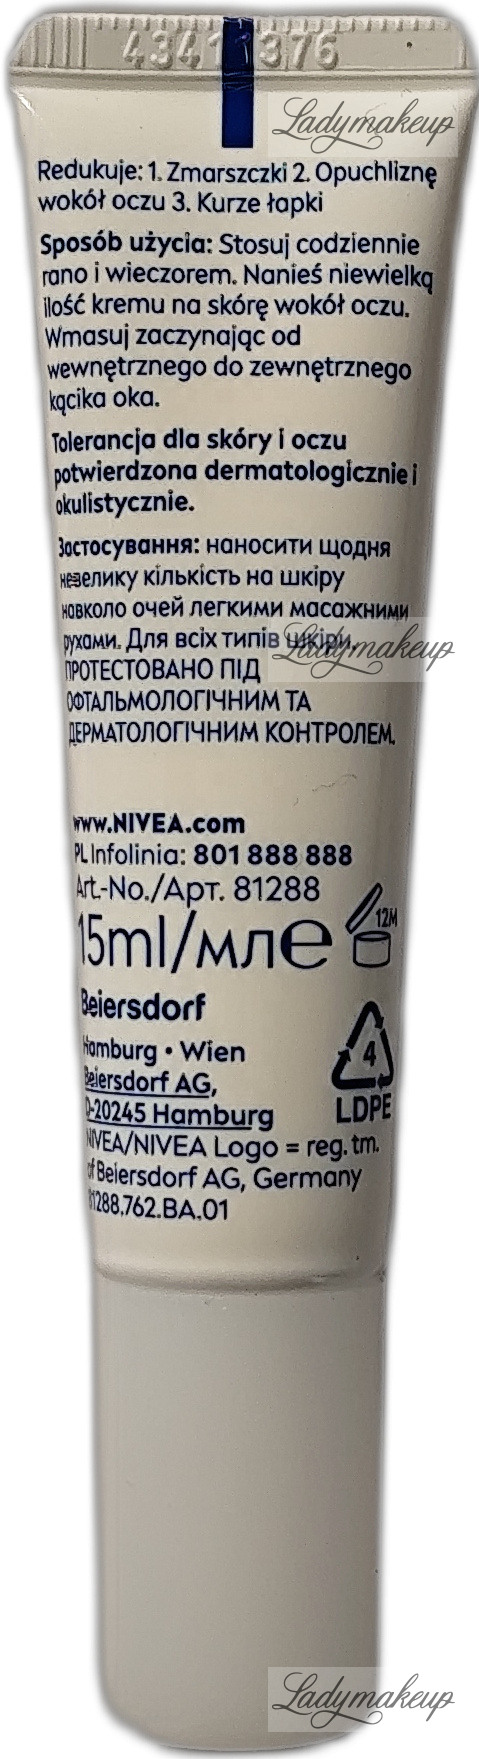 43411376
Ladymakeup
Redukuje: 1. Zmarszczki 2. Opuchliznę
wokół oczu 3. Kurze łapki
Sposób użycia: Stosuj codziennie
rano i wieczorem. Nanieś niewielką
ilość kremu na skórę wokół oczu.
Wmasuj zaczynając od
wewnętrznego do zewnętrznego
kącika oka.
Tolerancja dla skóry i oczu
potwierdzona dermatologicznie i
okulistycznie.
Застосування: наносити щодня
невелику кількість на шкіру
навколо очей легкими масажними
рухами. Для всіх типів шкіри.
Ladymakeup
ПРОТЕСТОВАНО ПІД
ОФТАЛЬМОЛОГІЧНИМ ТА
ДЕРМАТОЛОГІЧНИМ КОНТРОЛЕМ.
www.NIVEA.com
PL Infolinia: 801 888 888
Art.-No./Арт. 81288
15ml/мл℮
12M
Beiersdorf
Hamburg • Wien
Beiersdorf AG,
D-20245 Hamburg
4
LDPE
NIVEA/NIVEA Logo = reg. tm.
of Beiersdorf AG, Germany
81288.762.BA.01
Ladymakeup